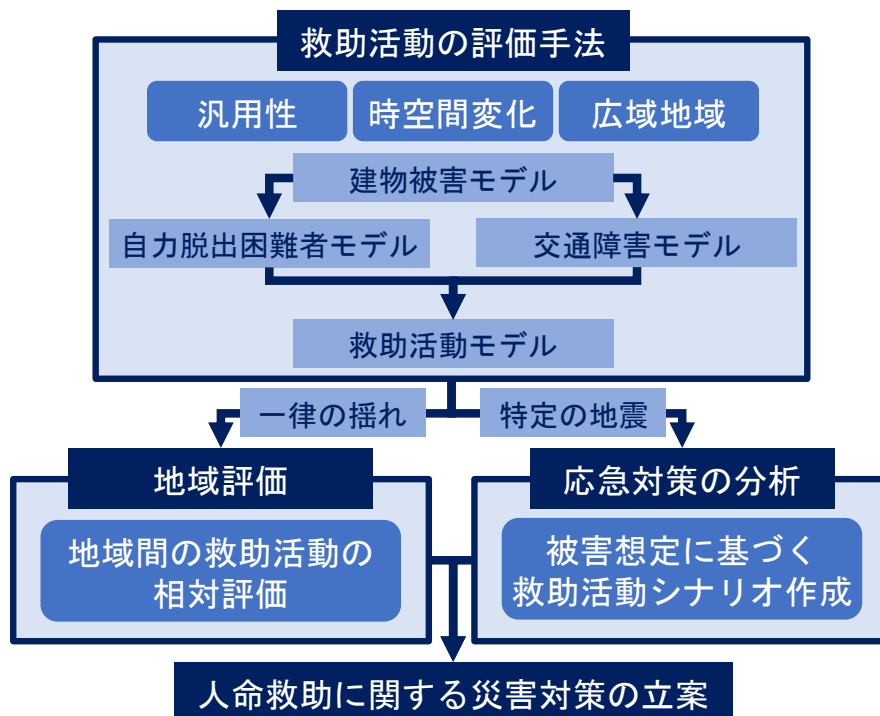 救助活動の評価手法
汎用性
時空間変化
広域地域
建物被害モデル
自力脱出困難者モデル
交通障害モデル
救助活動モデル
一律の揺れ
特定の地震
地域評価
地域間の救助活動の
相対評価
応急対策の分析
被害想定に基づく
救助活動シナリオ作成
人命救助に関する災害対策の立案